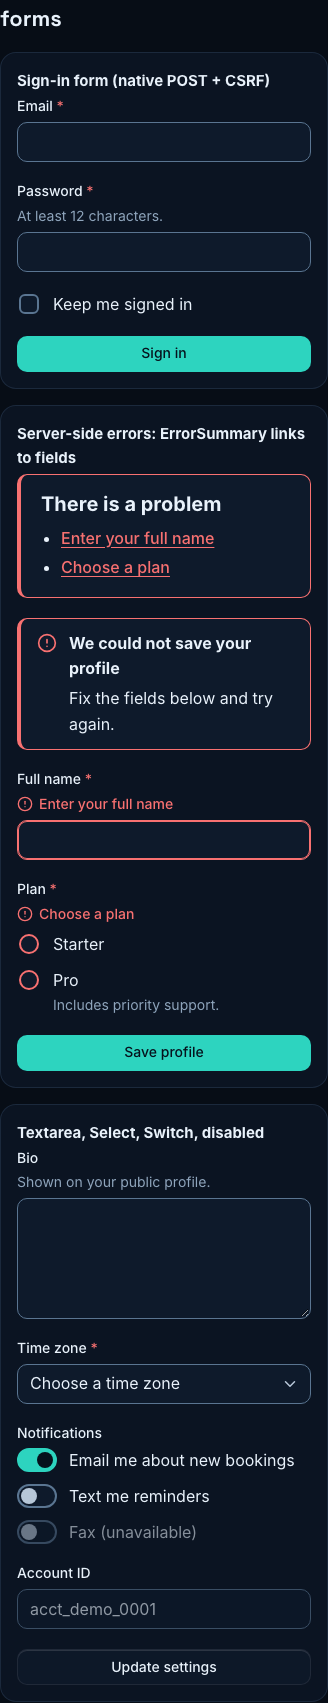 forms
Sign-in form (native POST + CSRF)
Email *
Password *
At least 12 characters.
Keep me signed in
Sign in
Server-side errors: ErrorSummary links
to fields
There is a problem
• Enter your full name
• Choose a plan
We could not save your
profile
Fix the fields below and try
again.
Full name *
Enter your full name
Plan *
Choose a plan
Starter
Pro
Includes priority support.
Save profile
Textarea, Select, Switch, disabled
Bio
Shown on your public profile.
Time zone *
Choose a time zone
Notifications
Email me about new bookings
Text me reminders
Fax (unavailable)
Account ID
acct_demo_0001
Update settings